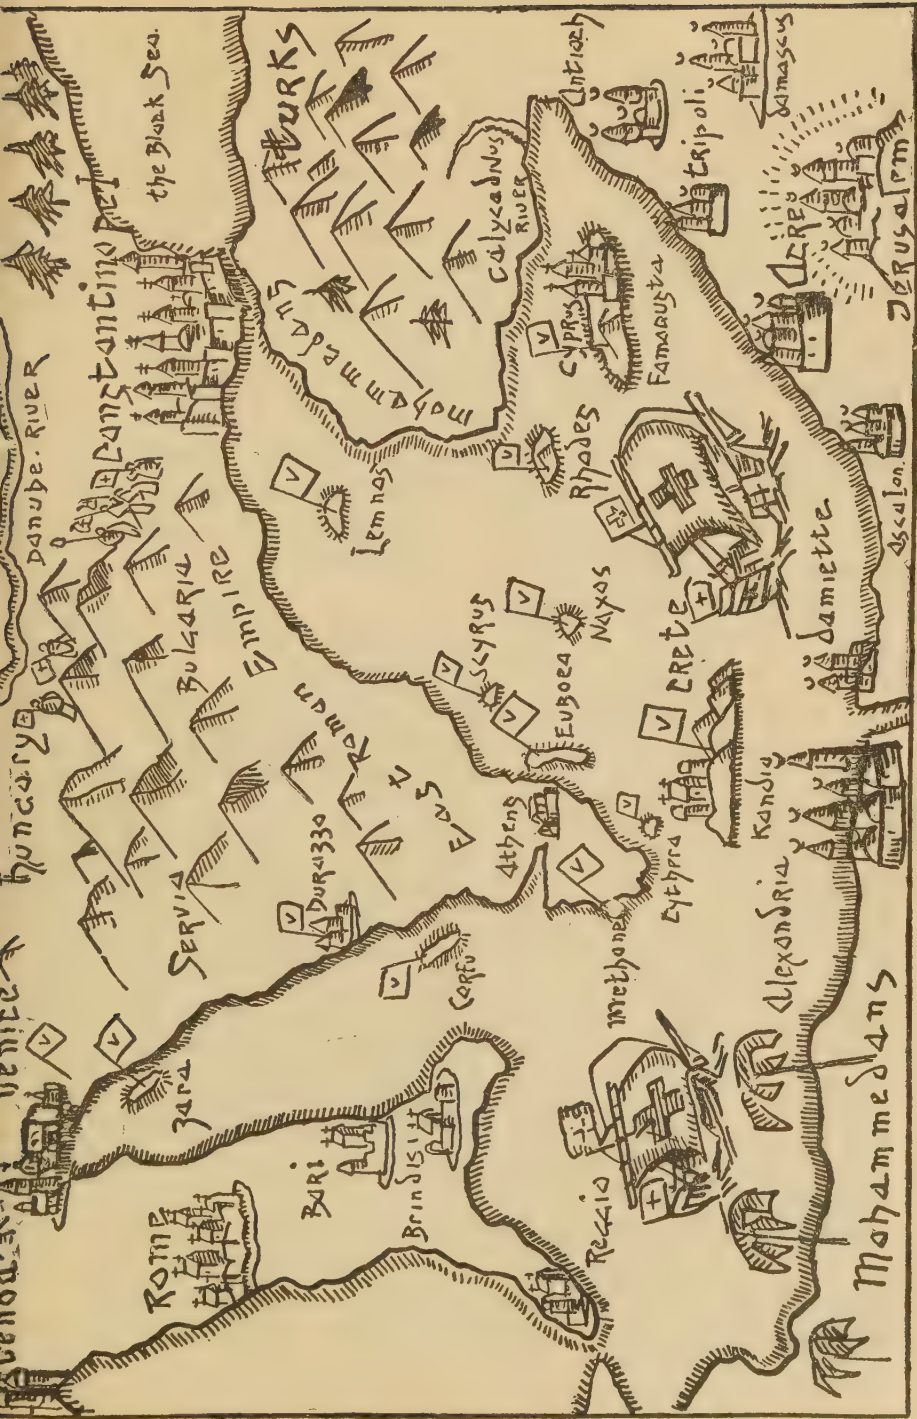 Venice
hungary
DANUBE. RIVER
CONSTANTINOPEL
the Black Sea.
ROME
ZARA
SERVIA
BULGARIA
EMPIRE
ROMAN
EAST
TURKS
mohammedans
BARI
DURAZZO
V
V
V
V
Lemnos
Brindisi
CORFU
V
Athens
SCYRUS
V
EUBOEA
V
V
Naxos
V
Rhodes
V
CYPRUS
V
Famagusta
CALYCADNUS
RIVER
Antioch
Reggio
methone
V
Cythera
V
CRETE
V
Kandia
TRIPOLI
Damascus
Alexandria
Damiette
ACRE
Mohammedans
Ascalon.
JERUSALEM